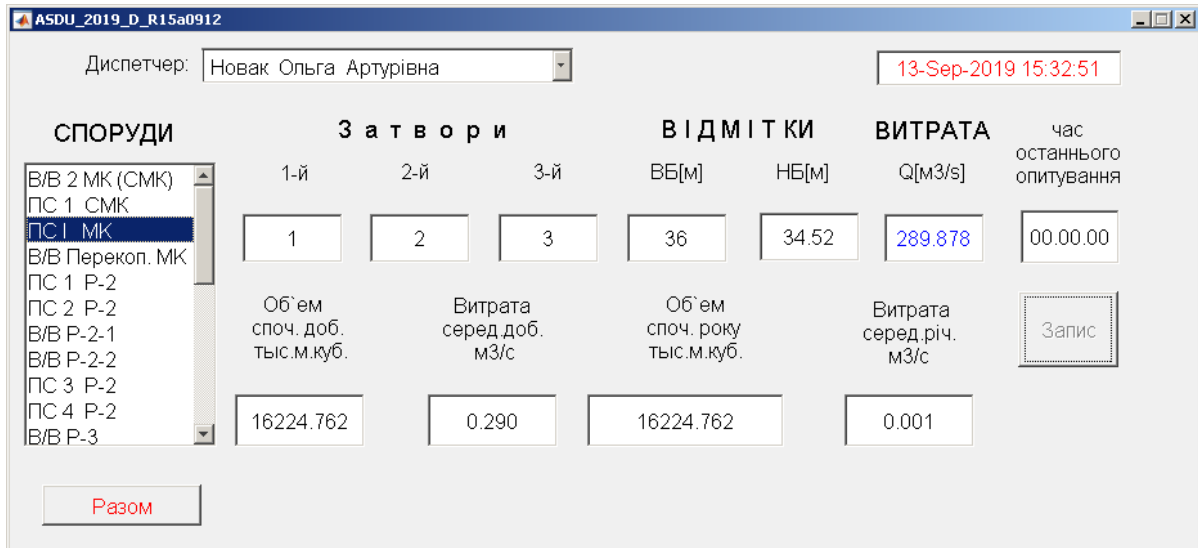 ASDU_2019_D_R15a0912
Диспетчер: Новак Ольга Артурівна
13-Sep-2019 15:32:51
СПОРУДИ
В/В 2 МК (СМК)
ПС 1 СМК
ПС І МК
В/В Перекоп. МК
ПС 1 Р-2
ПС 2 Р-2
В/В Р-2-1
В/В Р-2-2
ПС 3 Р-2
ПС 4 Р-2
В/В Р-3
Разом
З а т в о р и
1-й 2-й 3-й
1 2 3
В І Д М І Т К И
ВБ[м] НБ[м]
36 34.52
ВИТРАТА
Q[м3/s]
289.878
час
останнього
опитування
00.00.00
Об`ем
споч. доб.
тыс.м.куб.
16224.762
Витрата
серед.доб.
м3/с
0.290
Об`ем
споч. року
тыс.м.куб.
16224.762
Витрата
серед.річ.
м3/с
0.001
Запис